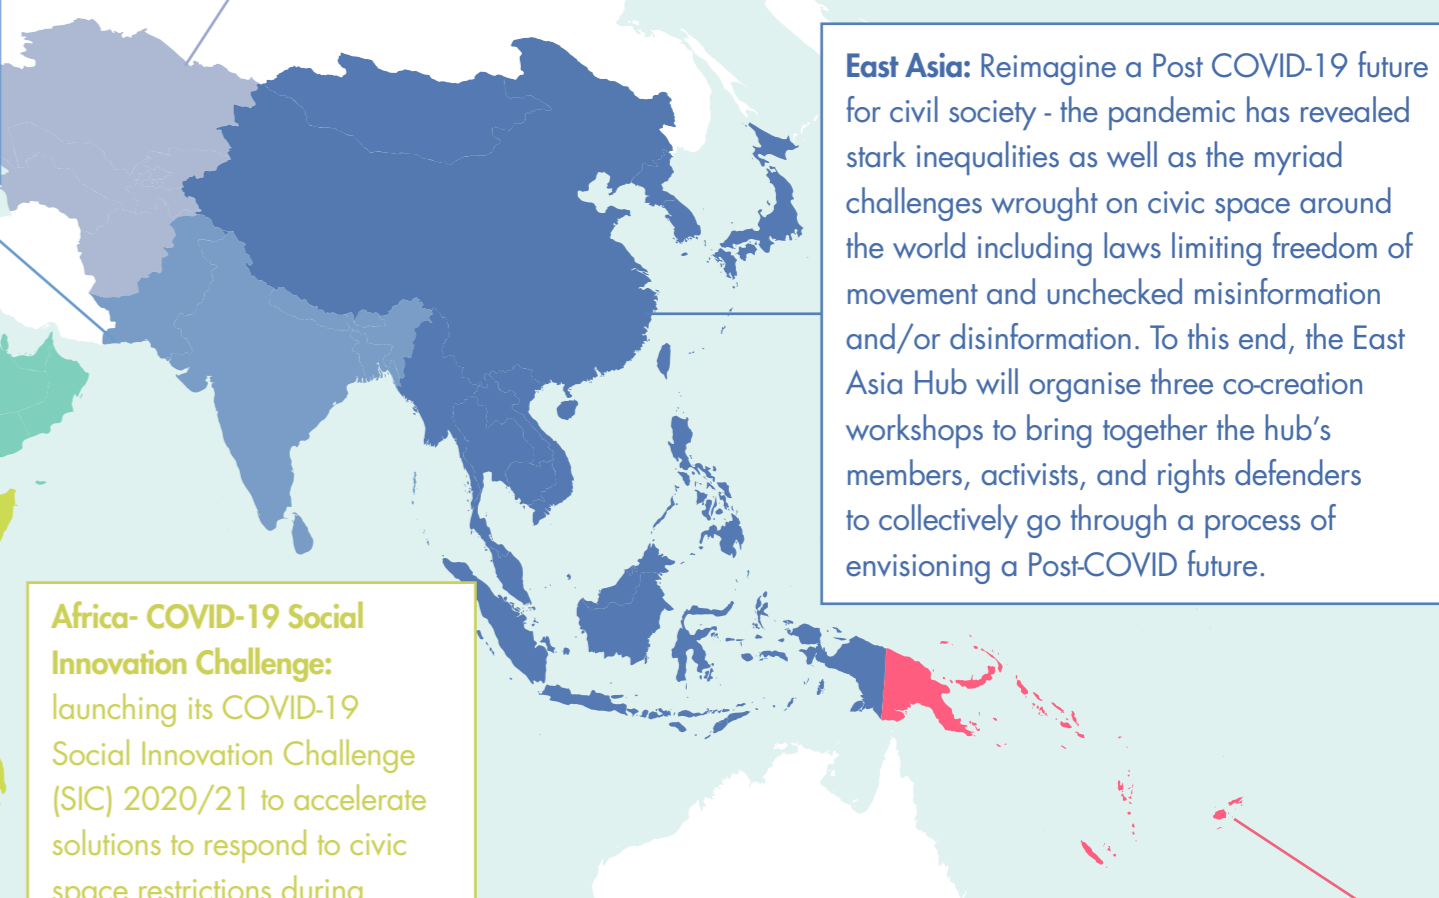 East Asia: Reimagine a Post COVID-19 future
for civil society - the pandemic has revealed
stark inequalities as well as the myriad
challenges wrought on civic space around
the world including laws limiting freedom of
movement and unchecked misinformation
and/or disinformation. To this end, the East
Asia Hub will organise three co-creation
workshops to bring together the hub's
members, activists, and rights defenders
to collectively go through a process of
envisioning a Post-COVID future.
Africa- COVID-19 Social
Innovation Challenge:
launching its COVID-19
Social Innovation Challenge
(SIC) 2020/21 to accelerate
solutions to respond to civic
space restrictions during